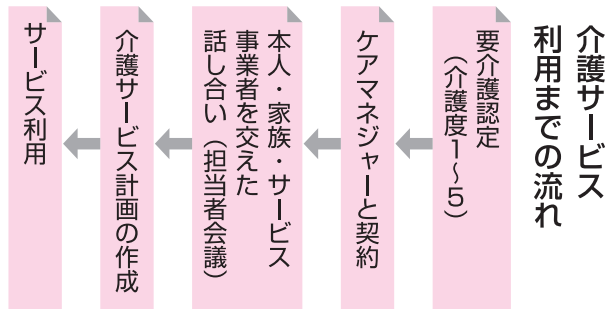 介護サービス
利用までの流れ
要介護認定
（介護度１〜５）
ケアマネジャーと契約
本人・家族・サービス
事業者を交えた
話し合い（担当者会議）
介護サービス計画の作成
サービス利用